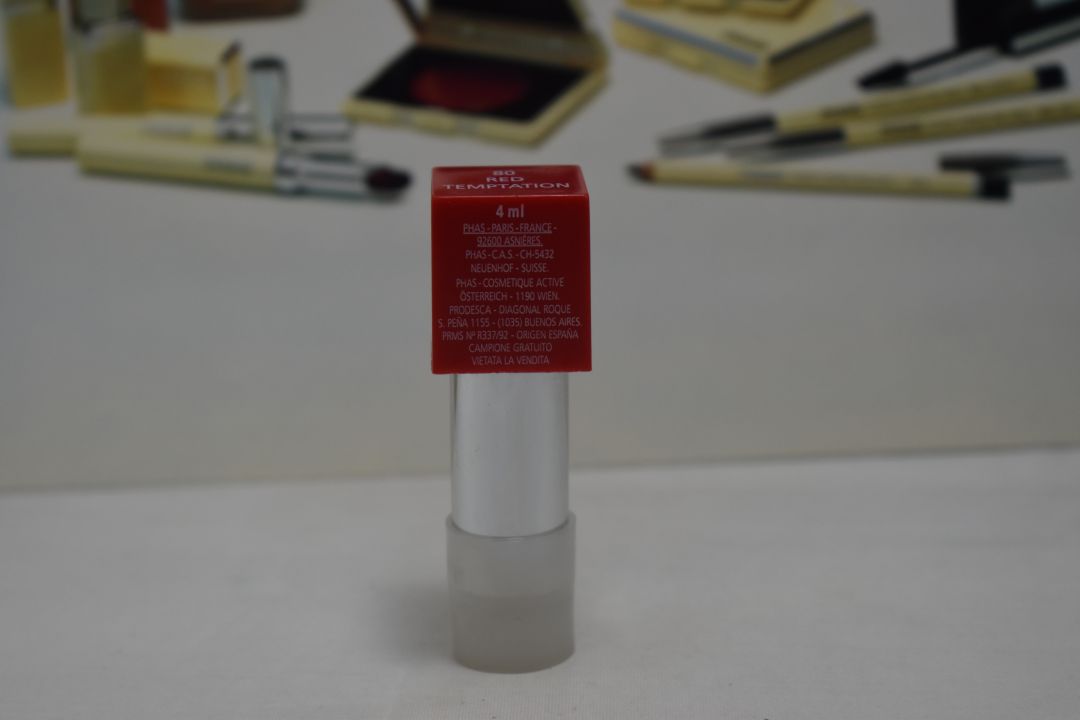 80
RED
TEMPTATION
4 ml
PHAS - PARIS - FRANCE -
92600 ASNIÈRES.
PHAS - C.A.S. - CH-5432
NEUENHOF - SUISSE.
PHAS - COSMETIQUE ACTIVE
ÖSTERREICH - 1190 WIEN.
PRODESCA - DIAGONAL ROQUE
S. PEÑA 1155 - (1035) BUENOS AIRES.
PRMS Nº R337/92 - ORIGEN ESPAÑA
CAMPIONE GRATUITO
VIETATA LA VENDITA